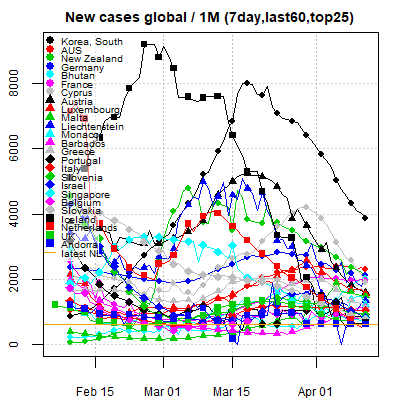 New cases global / 1M (7day,last60,top25)
Korea, South
AUS
New Zealand
Germany
Bhutan
France
Cyprus
Austria
Luxembourg
Malta
Liechtenstein
Monaco
Barbados
Greece
Portugal
Italy
Slovenia
Israel
Singapore
Belgium
Slovakia
Iceland
Netherlands
UK
Andorra
latest NL
0
2000
4000
6000
8000
Feb 15
Mar 01
Mar 15
Apr 01